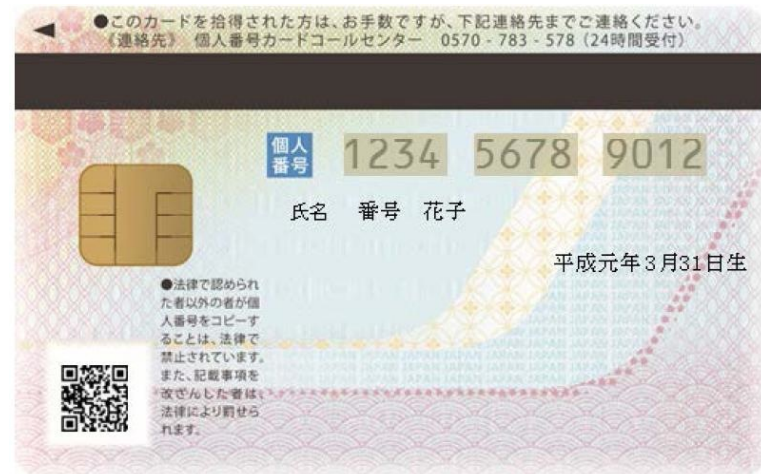 ●このカードを拾得された方は、お手数ですが、下記連絡先までご連絡ください。
《連絡先》 個人番号カードコールセンター 0570-783-578(24時間受付)
個人番号 1234 5678 9012
氏名 番号 花子
平成元年3月31日生
●法律で認められ
た者以外の者が個
人番号をコピーす
ることは、法律で
禁止されています。
また、記載事項を
改ざんした者は、
法律により罰せら
れます。